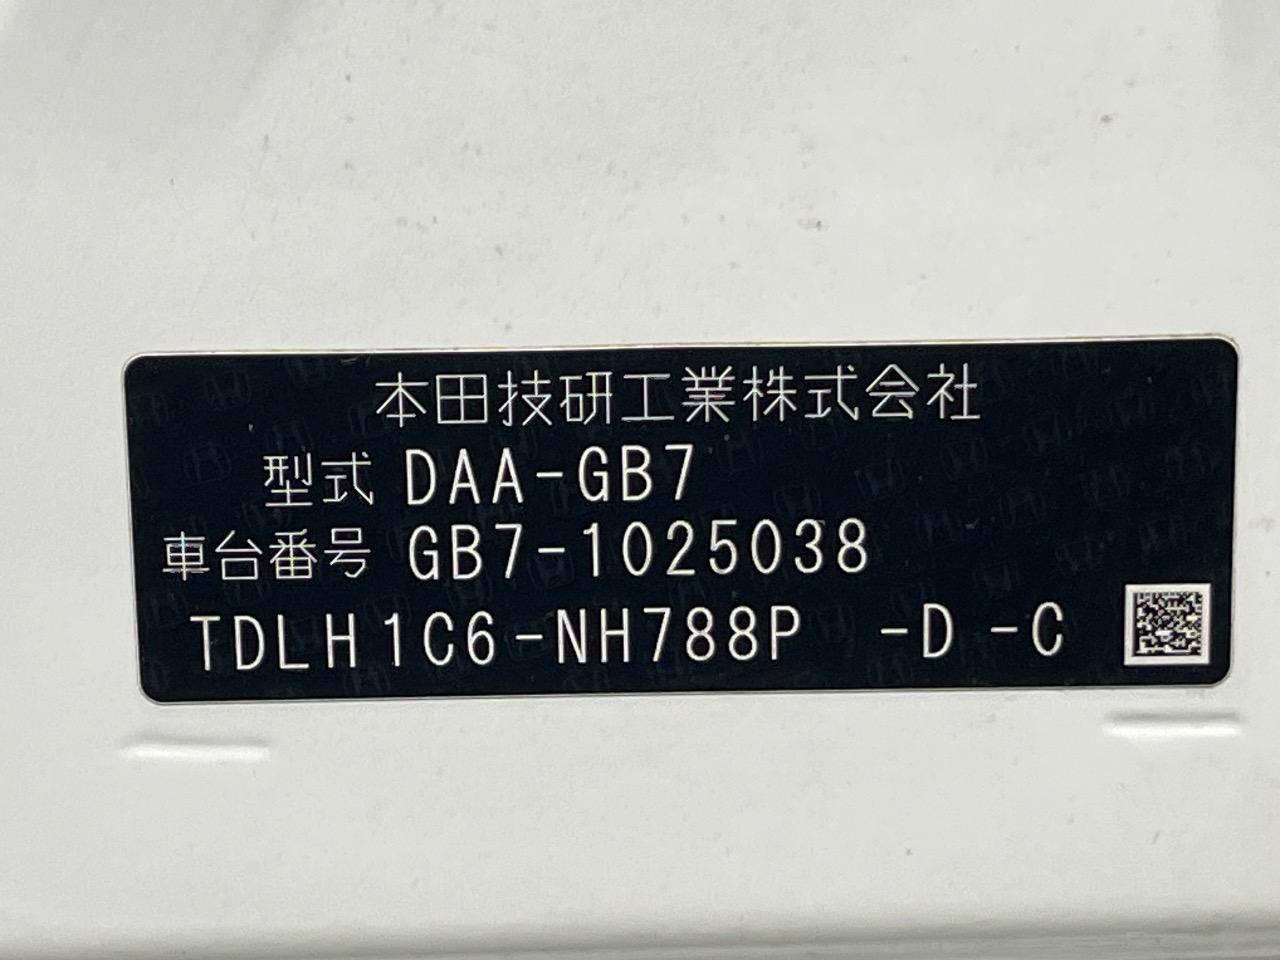 本田技研工業株式会社
型式 DAA-GB7
車台番号 GB7-1025038
TDLH1C6-NH788P -D -C